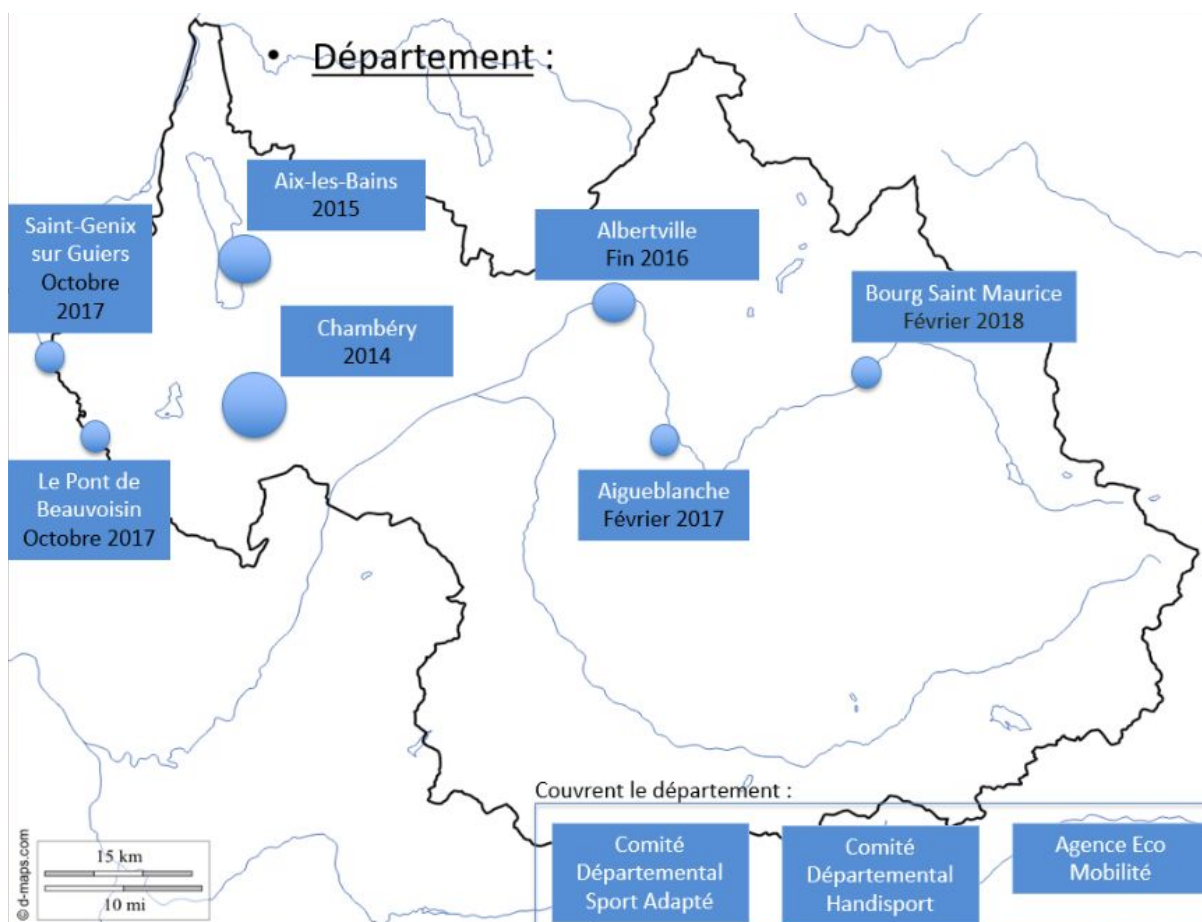 • Département :
Aix-les-Bains
2015
Saint-Genix
sur Guiers
Octobre
2017
Albertville
Fin 2016
Bourg Saint Maurice
Février 2018
Chambéry
2014
Le Pont de
Beauvoisin
Octobre 2017
Aigueblanche
Février 2017
Couvrent le département :
Comité
Départemental
Sport Adapté
Comité
Départemental
Handisport
Agence Eco
Mobilité
15 km
10 mi
© d-maps.com